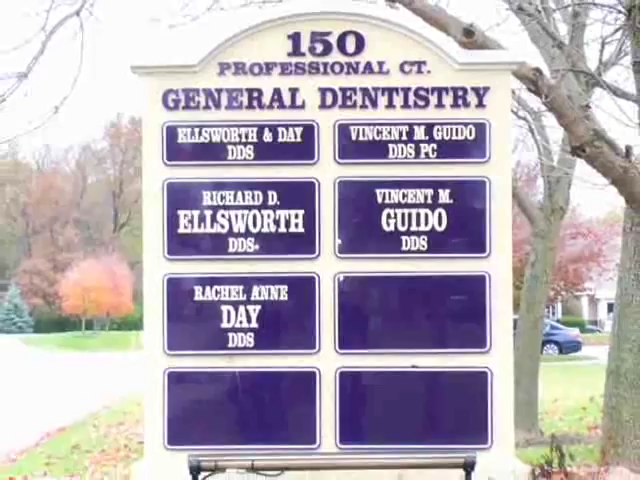 150
PROFESSIONAL CT.
GENERAL DENTISTRY
ELLSWORTH & DAY
DDS
VINCENT M. GUIDO
DDS PC
RICHARD D.
ELLSWORTH
DDS
VINCENT M.
GUIDO
DDS
RACHEL ANNE
DAY
DDS